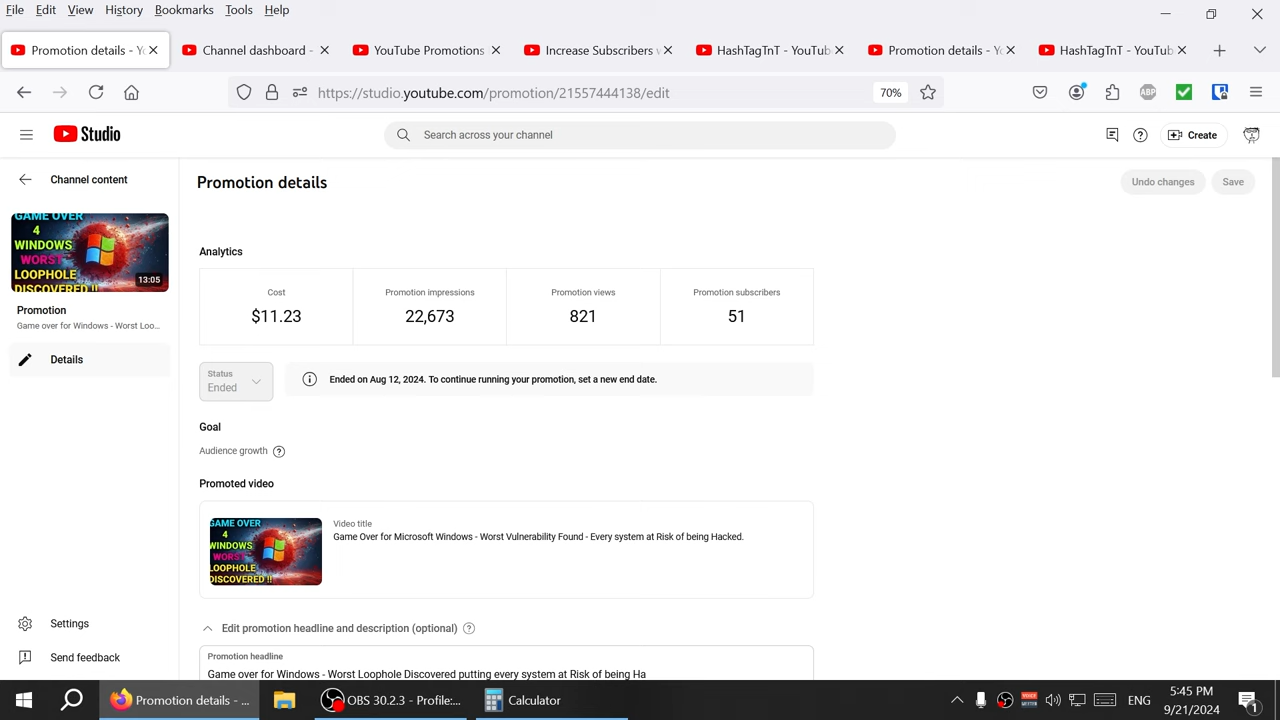 File Edit View History Bookmarks Tools Help
Promotion details - Yo
Channel dashboard -
YouTube Promotions
Increase Subscribers w
HashTagTnT - YouTub
Promotion details - Yo
HashTagTnT - YouTub
https://studio.youtube.com/promotion/21557444138/edit
70%
ABP
Studio
Search across your channel
Create
Channel content
Promotion details
Undo changes
Save
GAME OVER
4
WINDOWS
WORST
LOOPHOLE
DISCOVERED !!
13:05
Promotion
Game over for Windows - Worst Loo...
Details
Analytics
Cost
$11.23
Promotion impressions
22,673
Promotion views
821
Promotion subscribers
51
Status
Ended
Ended on Aug 12, 2024. To continue running your promotion, set a new end date.
Goal
Audience growth
Promoted video
GAME OVER
4
WINDOWS
WORST
LOOPHOLE
DISCOVERED !!
Video title
Game Over for Microsoft Windows - Worst Vulnerability Found - Every system at Risk of being Hacked.
Edit promotion headline and description (optional)
Promotion headline
Game over for Windows - Worst Loophole Discovered putting every system at Risk of being Ha
Settings
Send feedback
Promotion details - ...
OBS 30.2.3 - Profile:...
Calculator
ENG
5:45 PM
9/21/2024
1